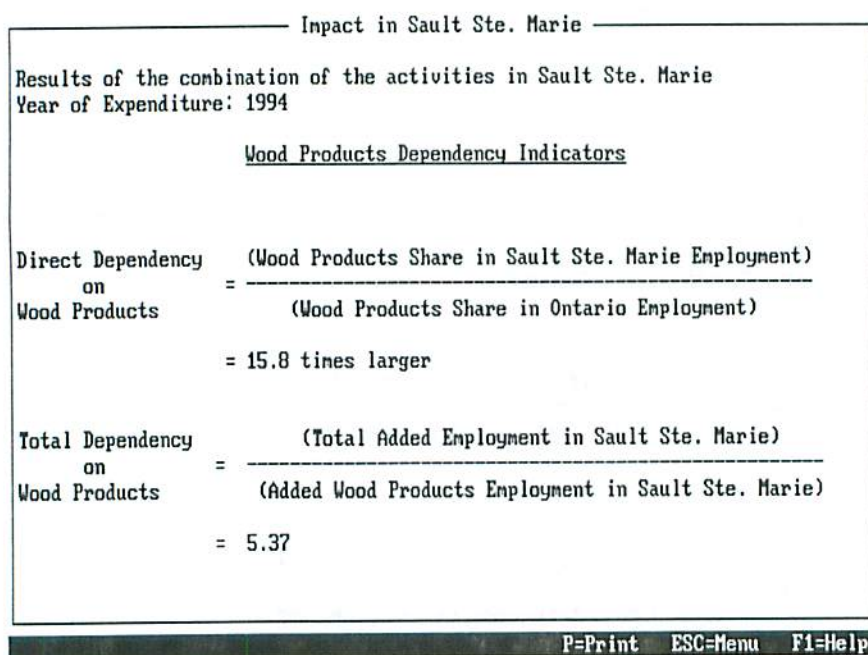 Impact in Sault Ste. Marie
Results of the combination of the activities in Sault Ste. Marie
Year of Expenditure: 1994
Wood Products Dependency Indicators
Direct Dependency on Wood Products = (Wood Products Share in Sault Ste. Marie Employment)
(Wood Products Share in Ontario Employment)
= 15.8 times larger
Total Dependency on Wood Products = (Total Added Employment in Sault Ste. Marie)
(Added Wood Products Employment in Sault Ste. Marie)
= 5.37
P=Print ESC=Menu F1=Help